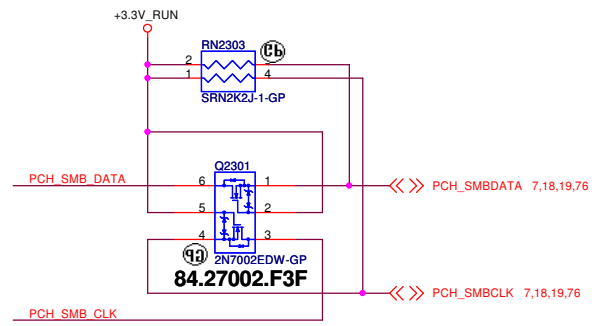 +3.3V_RUN
RN2303
2
1
3
4
SRN2K2J-1-GP
Q2301
PCH_SMB_DATA
6
1
PCH_SMBDATA 7,18,19,76
5
2
4
3
2N7002EDW-GP
84.27002.F3F
PCH_SMBCLK 7,18,19,76
PCH_SMB_CLK